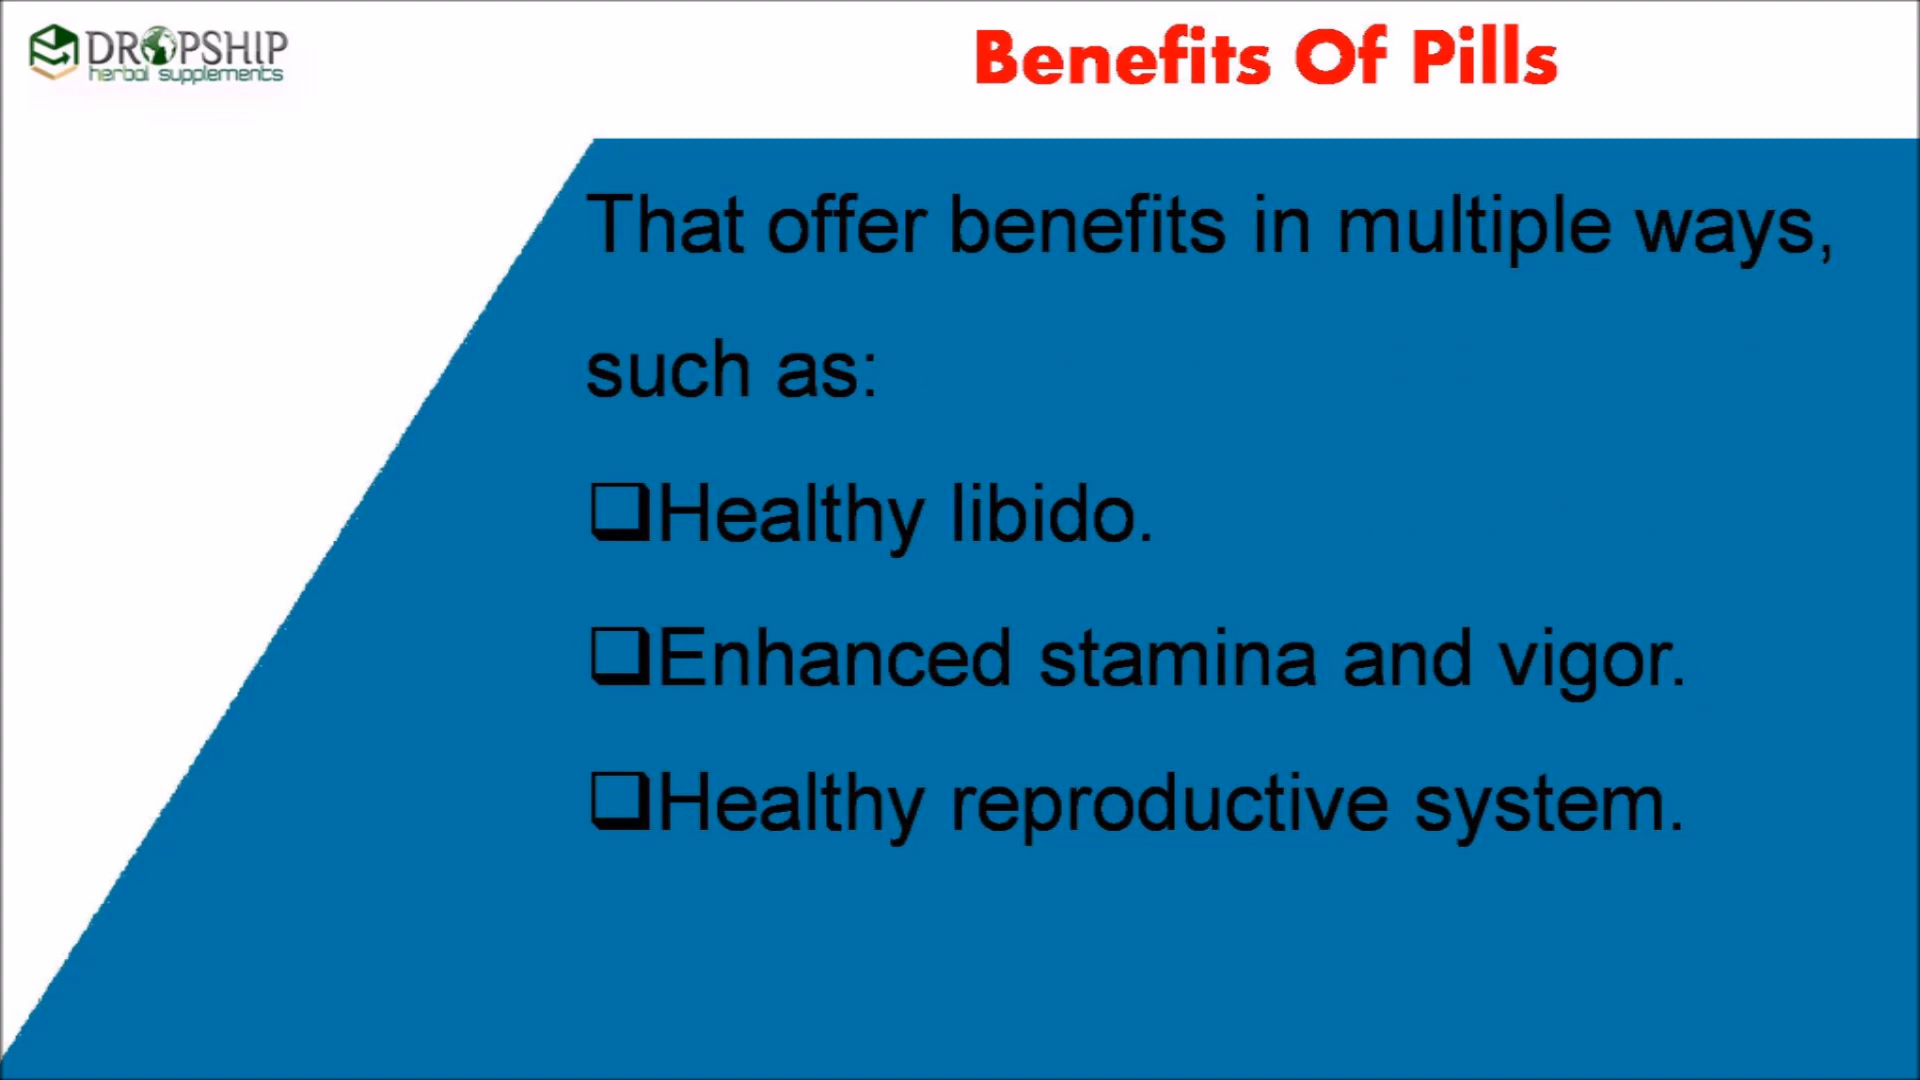 DROPSHIP
herbal supplements
Benefits Of Pills
That offer benefits in multiple ways,
such as:
❑Healthy libido.
❑Enhanced stamina and vigor.
❑Healthy reproductive system.